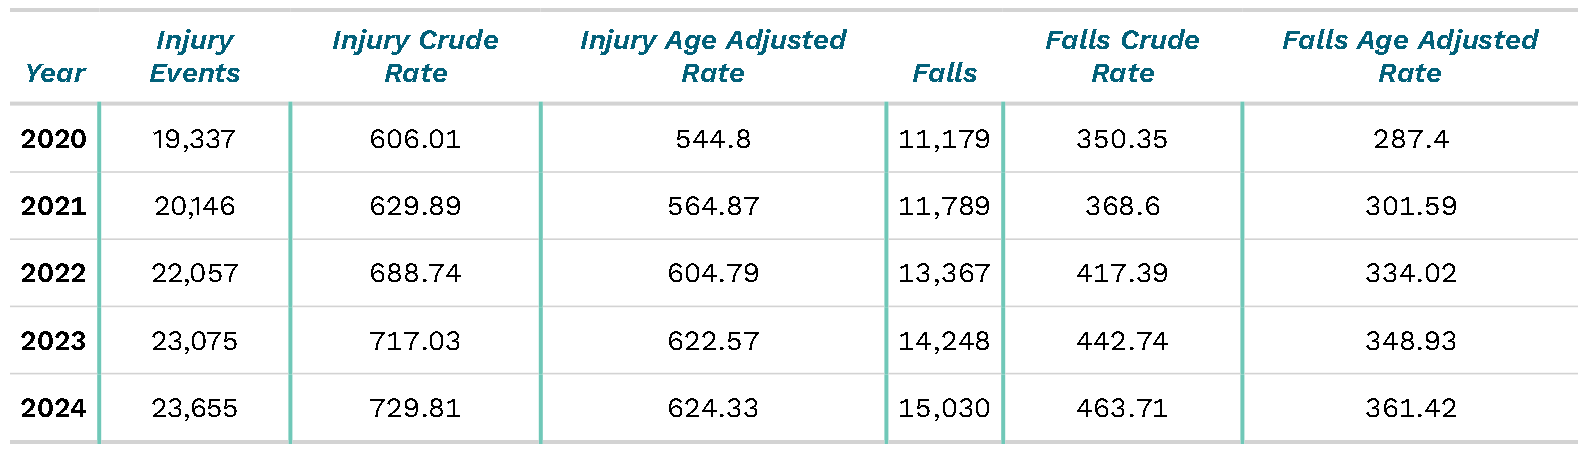 Year Injury Events Injury Crude Rate Injury Age Adjusted Rate Falls Falls Crude Rate Falls Age Adjusted Rate
2020 19,337 606.01 544.8 11,179 350.35 287.4
2021 20,146 629.89 564.87 11,789 368.6 301.59
2022 22,057 688.74 604.79 13,367 417.39 334.02
2023 23,075 717.03 622.57 14,248 442.74 348.93
2024 23,655 729.81 624.33 15,030 463.71 361.42